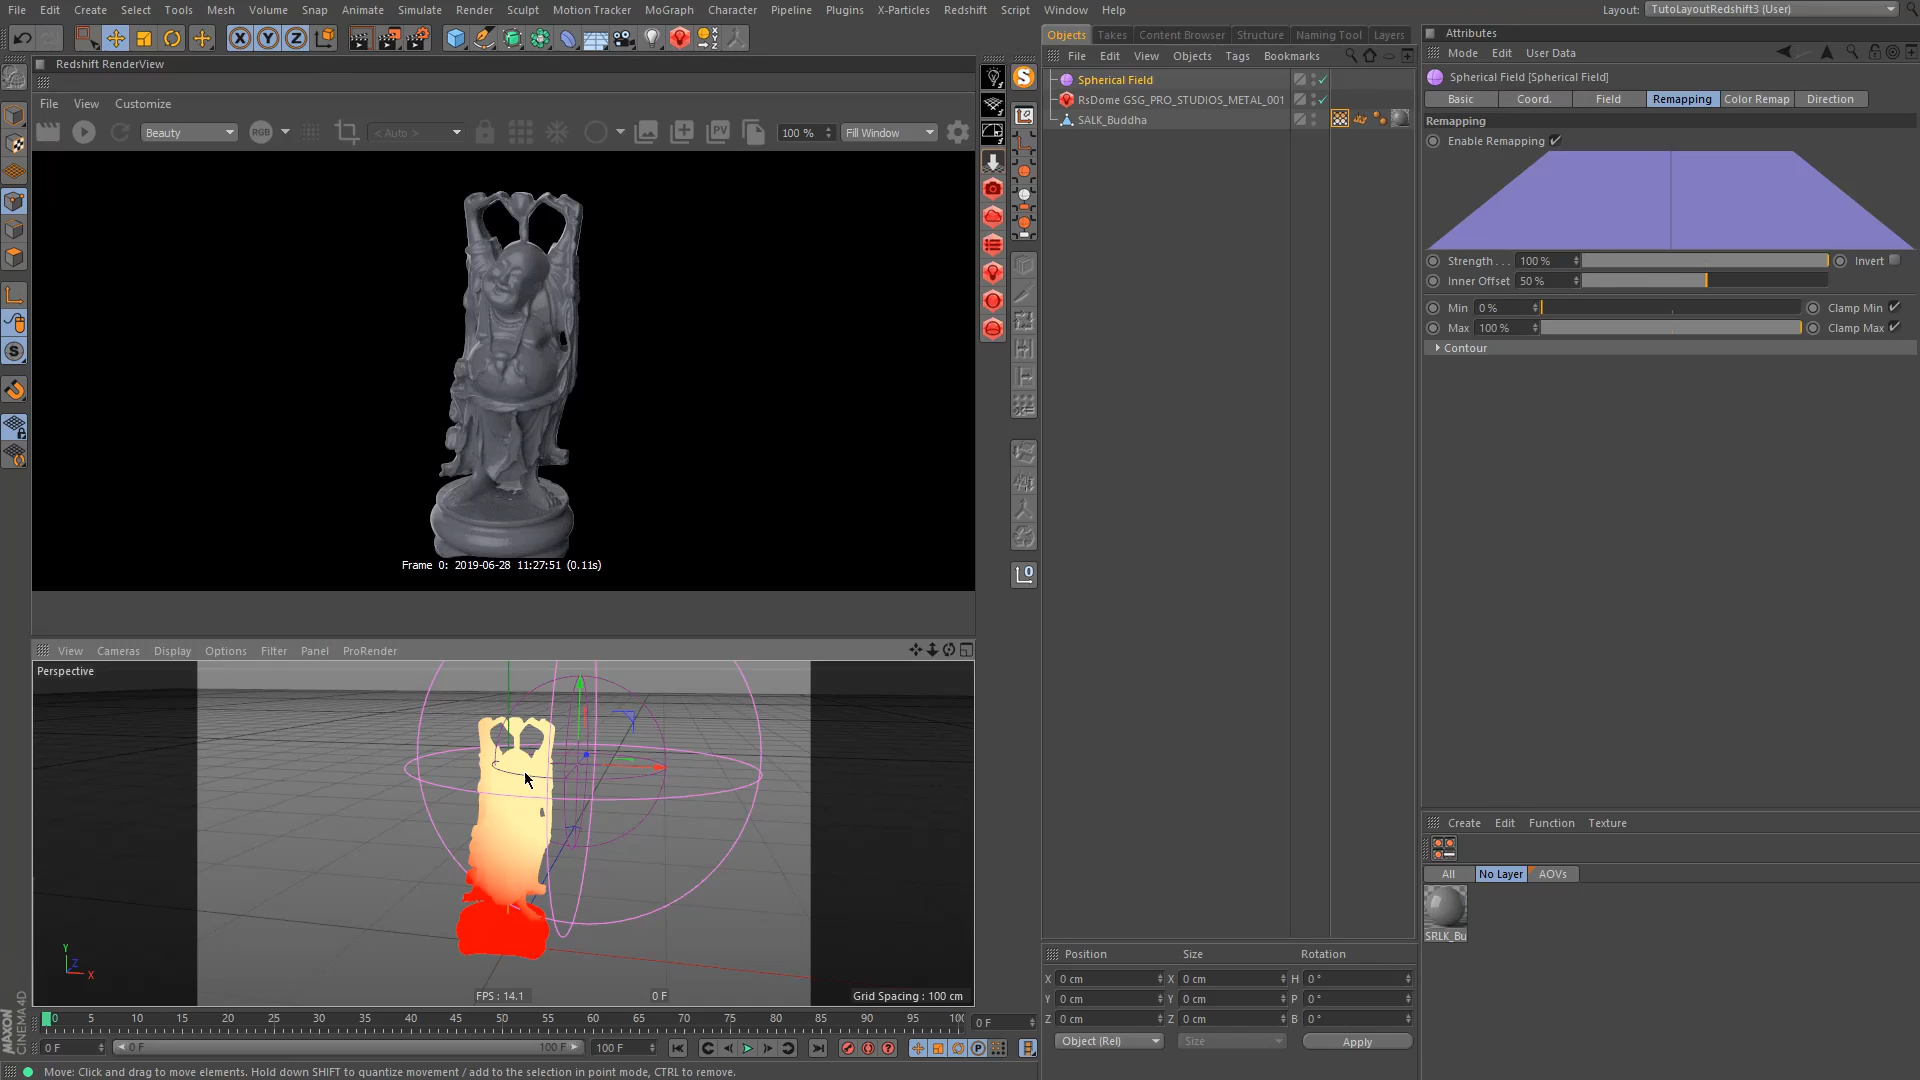 File Edit Create Select Tools Mesh Volume Snap Animate Simulate Render Sculpt Motion Tracker MoGraph Character Pipeline Plugins X-Particles Redshift Script Window Help
Layout: TutoLayoutRedshift3 (User)
Redshift RenderView
File View Customize
Beauty RGB < Auto > PV 100 % Fill Window
Frame 0: 2019-06-28 11:27:51 (0.11s)
View Cameras Display Options Filter Panel ProRender
Perspective
Y
Z
X
FPS : 14.1 0 F Grid Spacing : 100 cm
0 5 10 15 20 25 30 35 40 45 50 55 60 65 70 75 80 85 90 95 100
0 F
0 F 0 F 100 F 100 F
Move: Click and drag to move elements. Hold down SHIFT to quantize movement / add to the selection in point mode, CTRL to remove.
MAXON
CINEMA4D
Objects Takes Content Browser Structure Naming Tool Layers
File Edit View Objects Tags Bookmarks
Spherical Field
RsDome GSG_PRO_STUDIOS_METAL_001
SALK_Buddha
Position Size Rotation
X 0 cm X 0 cm H 0 °
Y 0 cm Y 0 cm P 0 °
Z 0 cm Z 0 cm B 0 °
Object (Rel) Size Apply
Attributes
Mode Edit User Data
Spherical Field [Spherical Field]
Basic Coord. Field Remapping Color Remap Direction
Remapping
Enable Remapping
Strength . . . 100 % Invert
Inner Offset 50 %
Min 0 % Clamp Min
Max 100 % Clamp Max
Contour
Create Edit Function Texture
All No Layer AOVs
SRLK_Bu